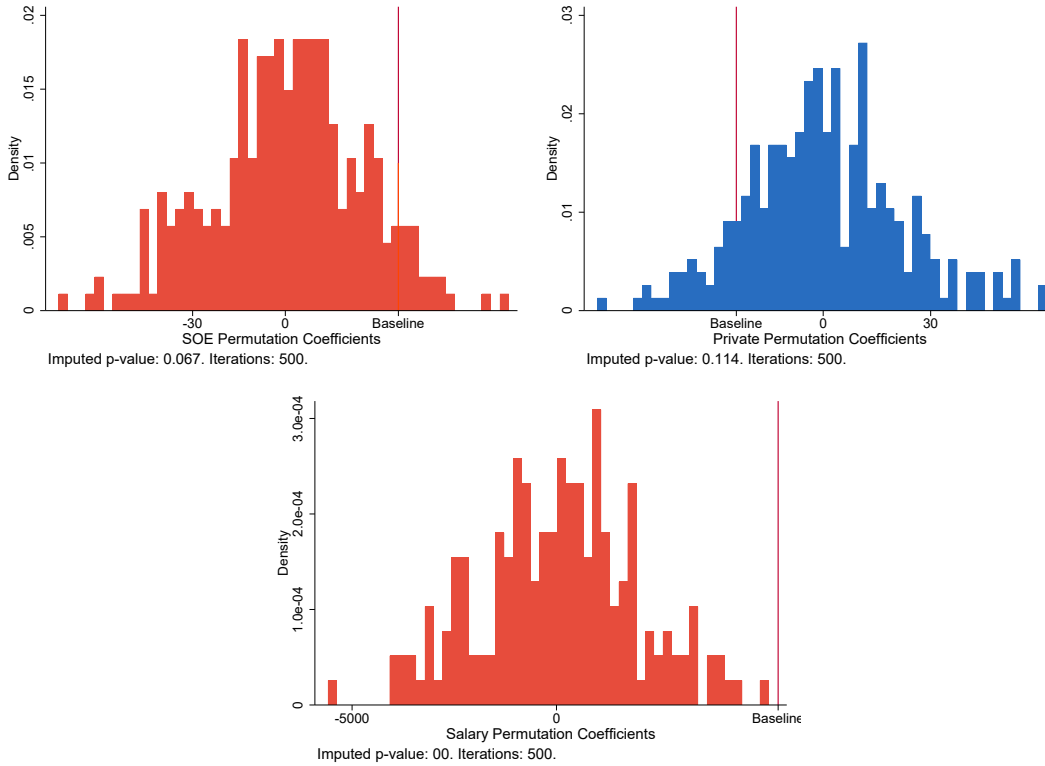 .02
.015
.01
.005
0
Density
-30 0 Baseline
SOE Permutation Coefficients
Imputed p-value: 0.067. Iterations: 500.
.03
.02
.01
0
Density
Baseline 0 30
Private Permutation Coefficients
Imputed p-value: 0.114. Iterations: 500.
3.0e-04
2.0e-04
1.0e-04
0
Density
-5000 0 Baseline
Salary Permutation Coefficients
Imputed p-value: 00. Iterations: 500.